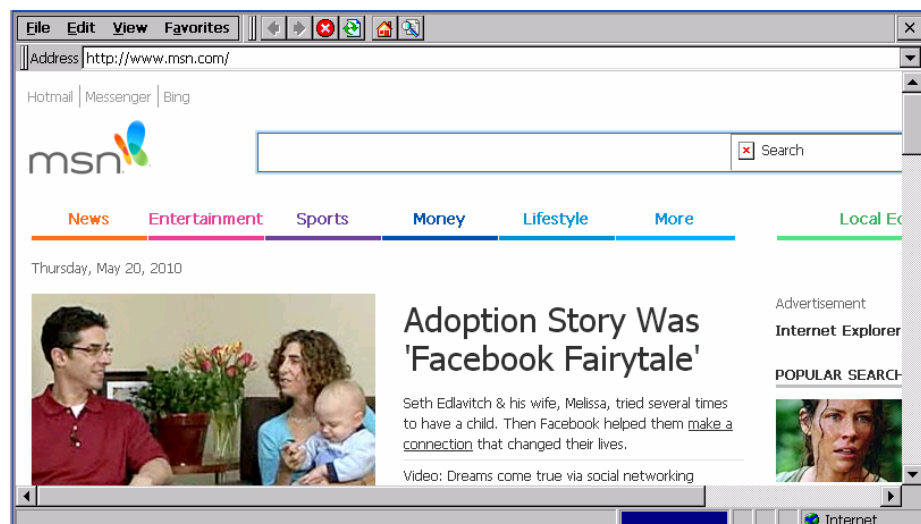 File Edit View Favorites
Address http://www.msn.com/
Hotmail Messenger Bing
msn
Search
News Entertainment Sports Money Lifestyle More Local Ec
Thursday, May 20, 2010
Adoption Story Was
'Facebook Fairytale'
Seth Edlavitch & his wife, Melissa, tried several times
to have a child. Then Facebook helped them make a
connection that changed their lives.
Video: Dreams come true via social networking
Advertisement
Internet Explorer
POPULAR SEARCH
Internet